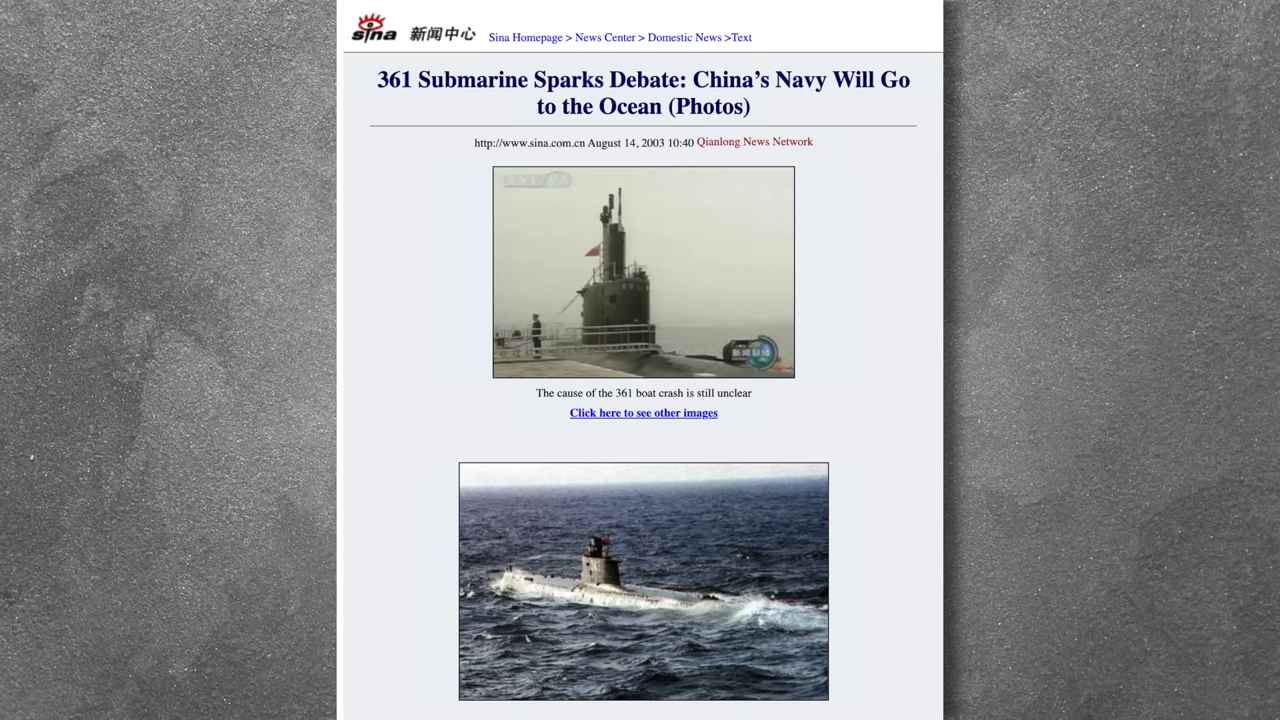 sina 新闻中心 Sina Homepage > News Center > Domestic News >Text
361 Submarine Sparks Debate: China’s Navy Will Go
to the Ocean (Photos)
http://www.sina.com.cn August 14, 2003 10:40 Qianlong News Network
The cause of the 361 boat crash is still unclear
Click here to see other images